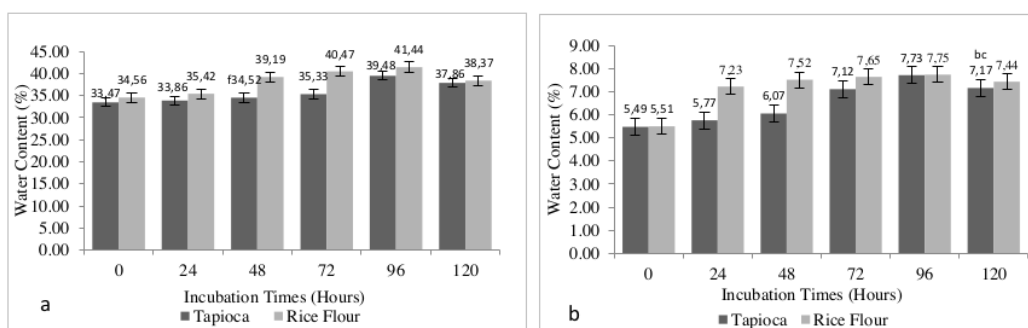 45.00
40.00
35.00
30.00
25.00
20.00
15.00
10.00
5.00
0.00
Water Content (%)
33,47 34,56 33,86 35,42 f34,52 39,19 35,33 40,47 39,48 41,44 37,86 38,37
0 24 48 72 96 120
Incubation Times (Hours)
a
Tapioca Rice Flour
9.00
8.00
7.00
6.00
5.00
4.00
3.00
2.00
1.00
0.00
Water Content (%)
bc
5,49 5,51 5,77 7,23 6,07 7,52 7,12 7,65 7,73 7,75 7,17 7,44
0 24 48 72 96 120
Incubation Times (Hours)
b
Tapioca Rice Flour